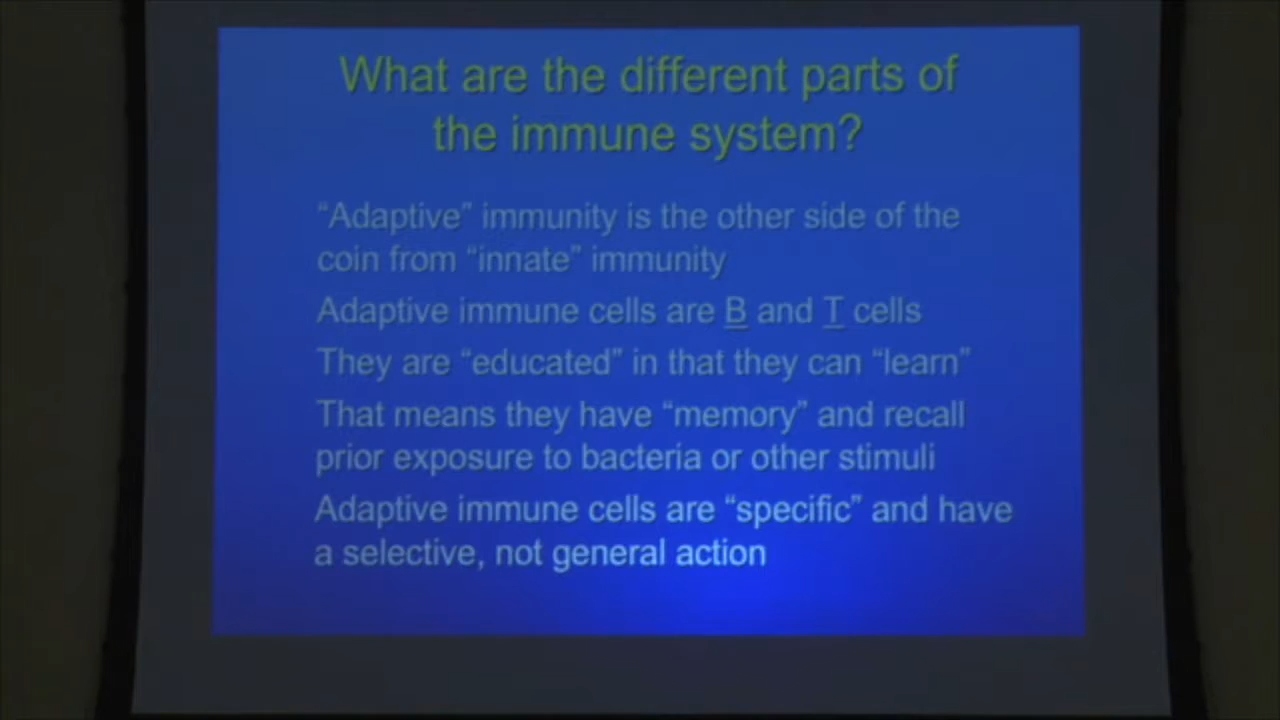 What are the different parts of
the immune system?
“Adaptive” immunity is the other side of the
coin from “innate” immunity
Adaptive immune cells are B and T cells
They are “educated” in that they can “learn”
That means they have “memory” and recall
prior exposure to bacteria or other stimuli
Adaptive immune cells are “specific” and have
a selective, not general action